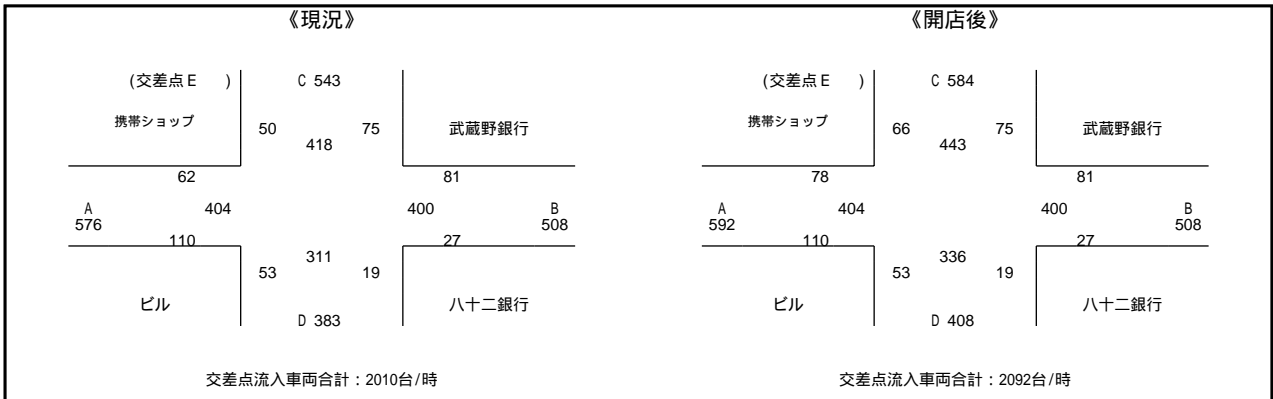 《現況》
(交差点E )
C 543
携帯ショップ
50
75
418
武蔵野銀行
62
81
A
576
404
400
B
508
110
27
311
53
19
ビル
八十二銀行
D 383
交差点流入車両合計：2010台/時
《開店後》
(交差点E )
C 584
携帯ショップ
66
75
443
武蔵野銀行
78
81
A
592
404
400
B
508
110
27
336
53
19
ビル
八十二銀行
D 408
交差点流入車両合計：2092台/時